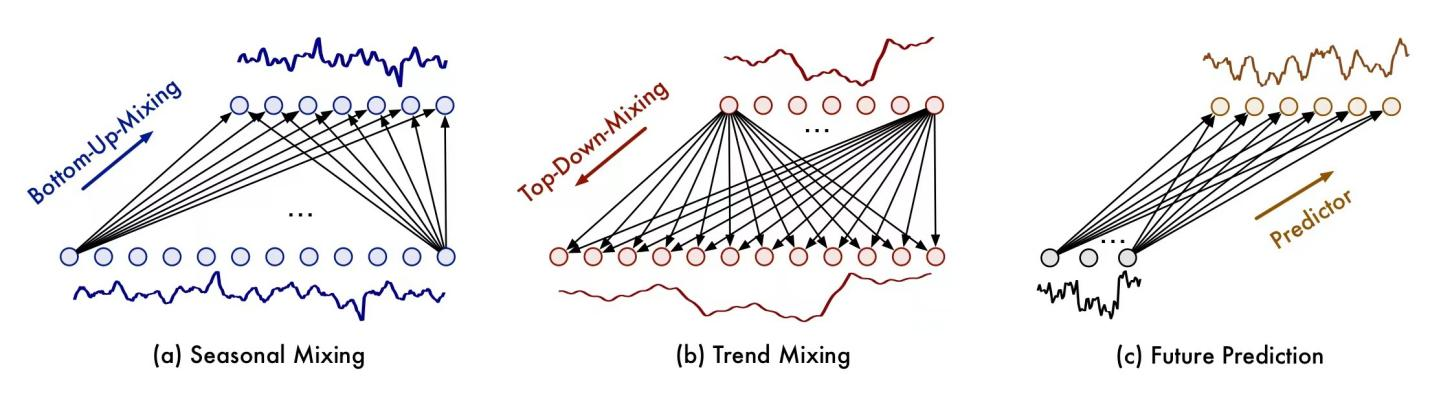 Bottom-Up-Mixing
...
(a) Seasonal Mixing
Top-Down-Mixing
...
(b) Trend Mixing
Predictor
...
(c) Future Prediction